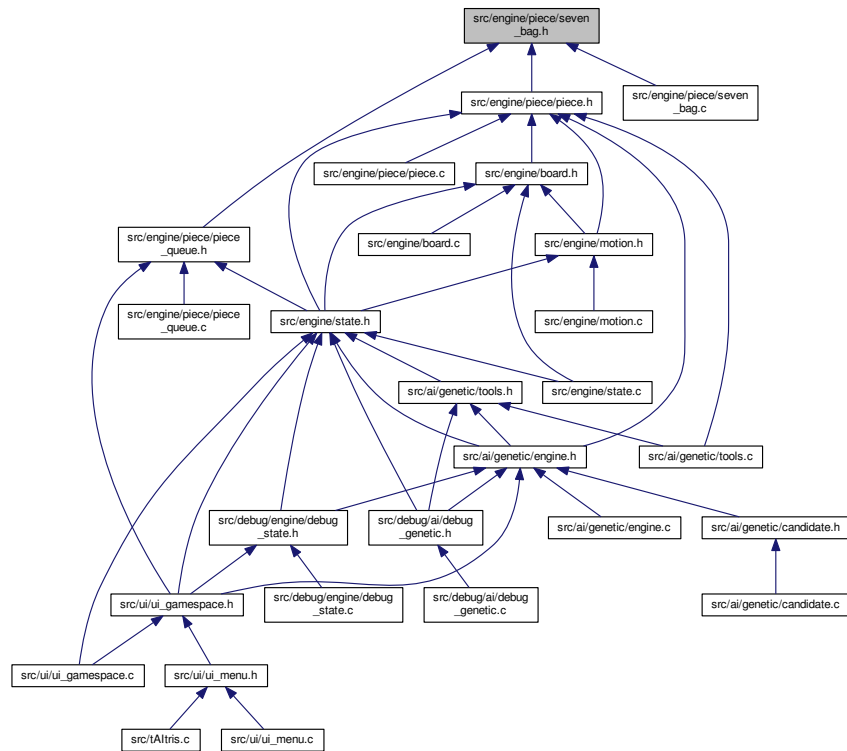 src/engine/piece/seven
_bag.h
src/engine/piece/piece.h
src/engine/piece/seven
_bag.c
src/engine/piece/piece.c
src/engine/board.h
src/engine/piece/piece
_queue.h
src/engine/board.c
src/engine/motion.h
src/engine/piece/piece
_queue.c
src/engine/state.h
src/engine/motion.c
src/ai/genetic/tools.h
src/engine/state.c
src/ai/genetic/engine.h
src/ai/genetic/tools.c
src/debug/engine/debug
_state.h
src/debug/ai/debug
_genetic.h
src/ai/genetic/engine.c
src/ai/genetic/candidate.h
src/ui/ui_gamespace.h
src/debug/engine/debug
_state.c
src/debug/ai/debug
_genetic.c
src/ai/genetic/candidate.c
src/ui/ui_gamespace.c
src/ui/ui_menu.h
src/tAItris.c
src/ui/ui_menu.c